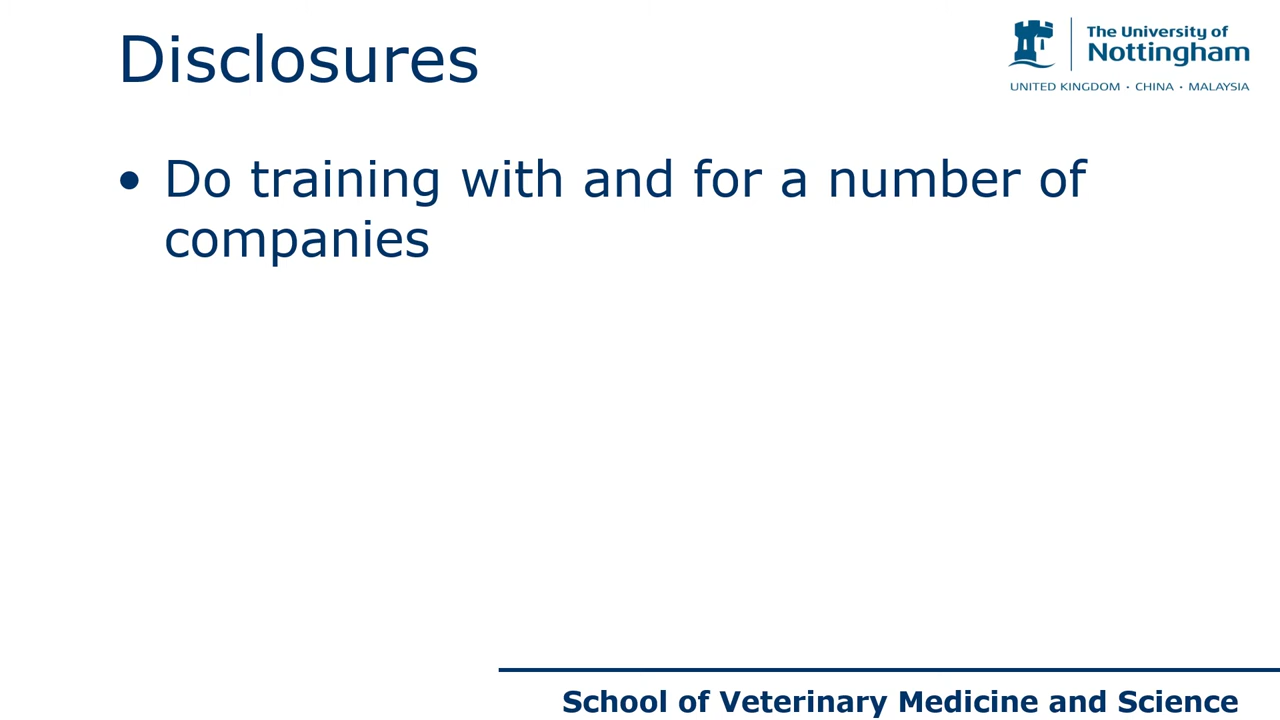 Disclosures
The University of
Nottingham
UNITED KINGDOM · CHINA · MALAYSIA
• Do training with and for a number of
companies
School of Veterinary Medicine and Science